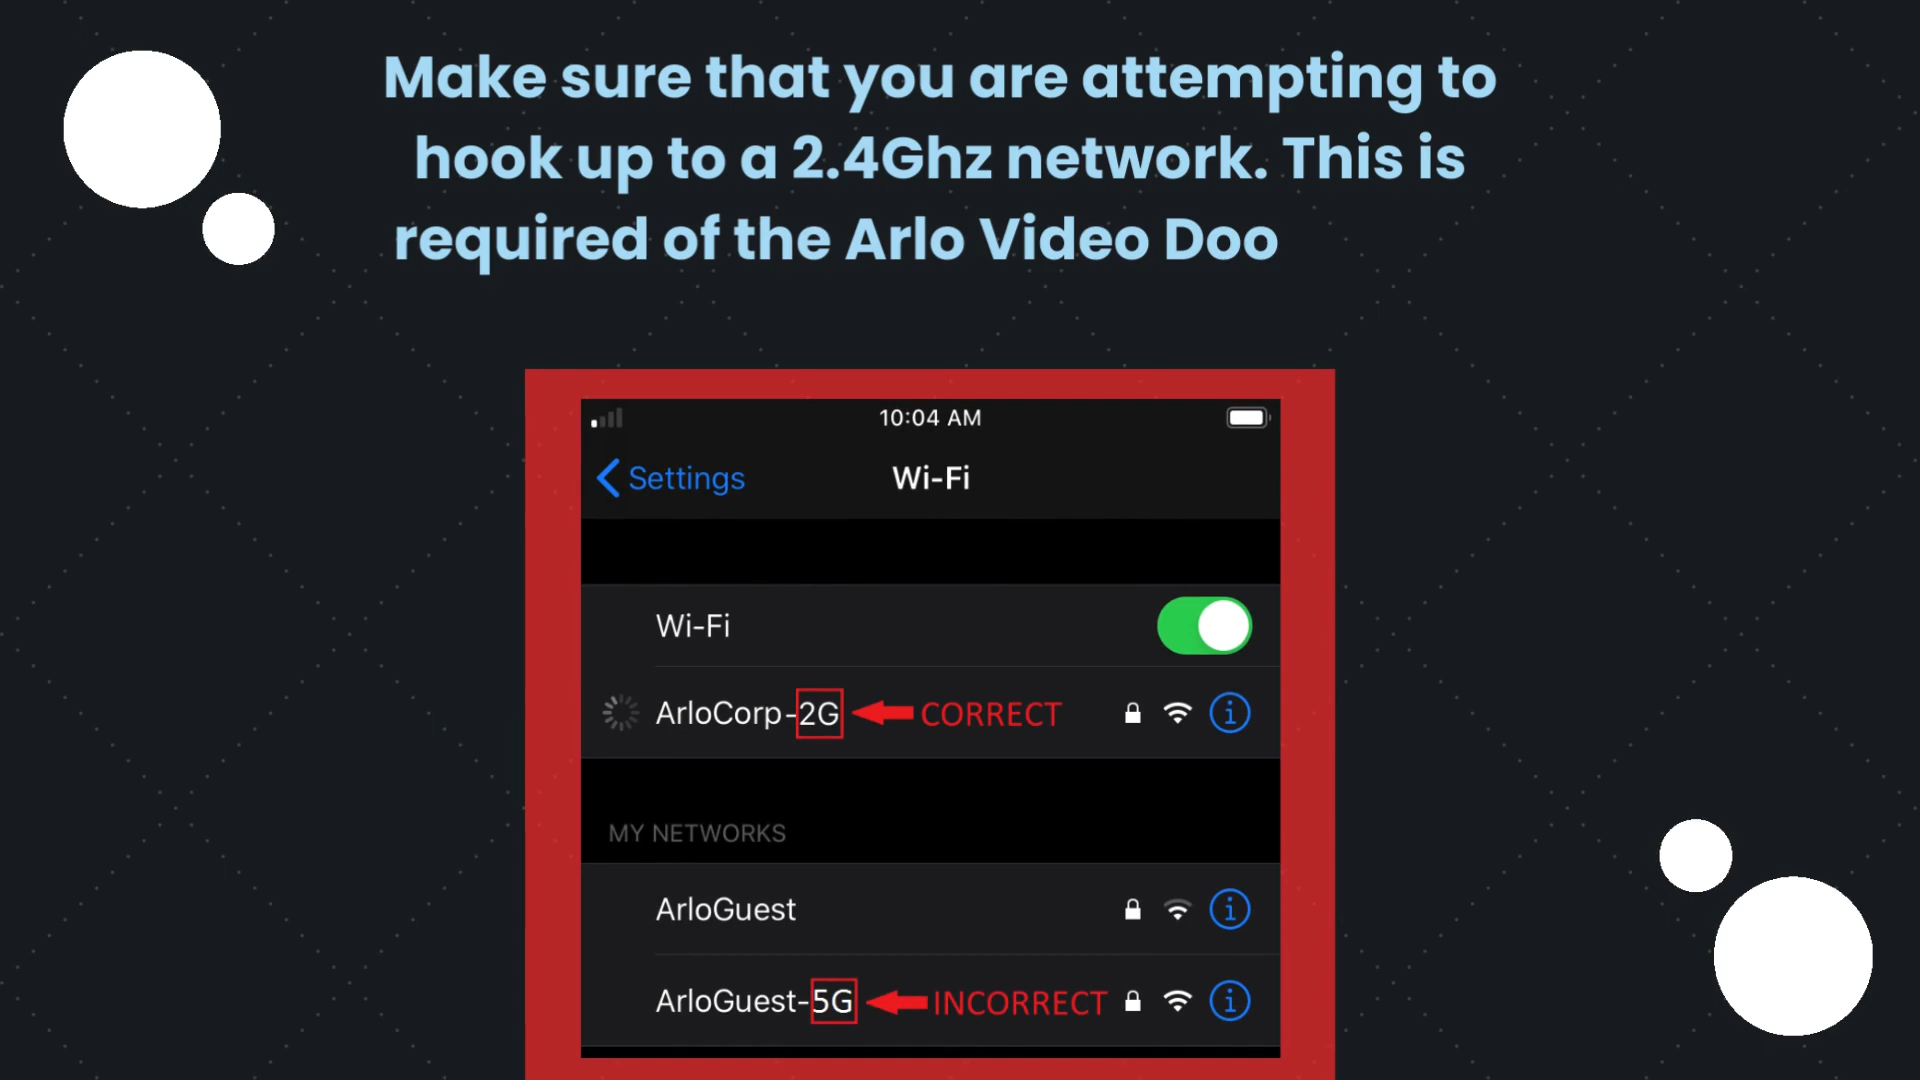 Make sure that you are attempting to
hook up to a 2.4Ghz network. This is
required of the Arlo Video Doo
10:04 AM
Settings
Wi-Fi
Wi-Fi
ArloCorp-2G CORRECT
MY NETWORKS
ArloGuest
ArloGuest-5G INCORRECT